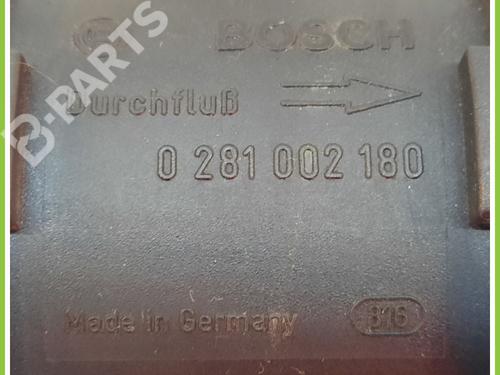 BOSCH
Durchfluß
0 281 002 180
Made in Germany
816
B-PARTS